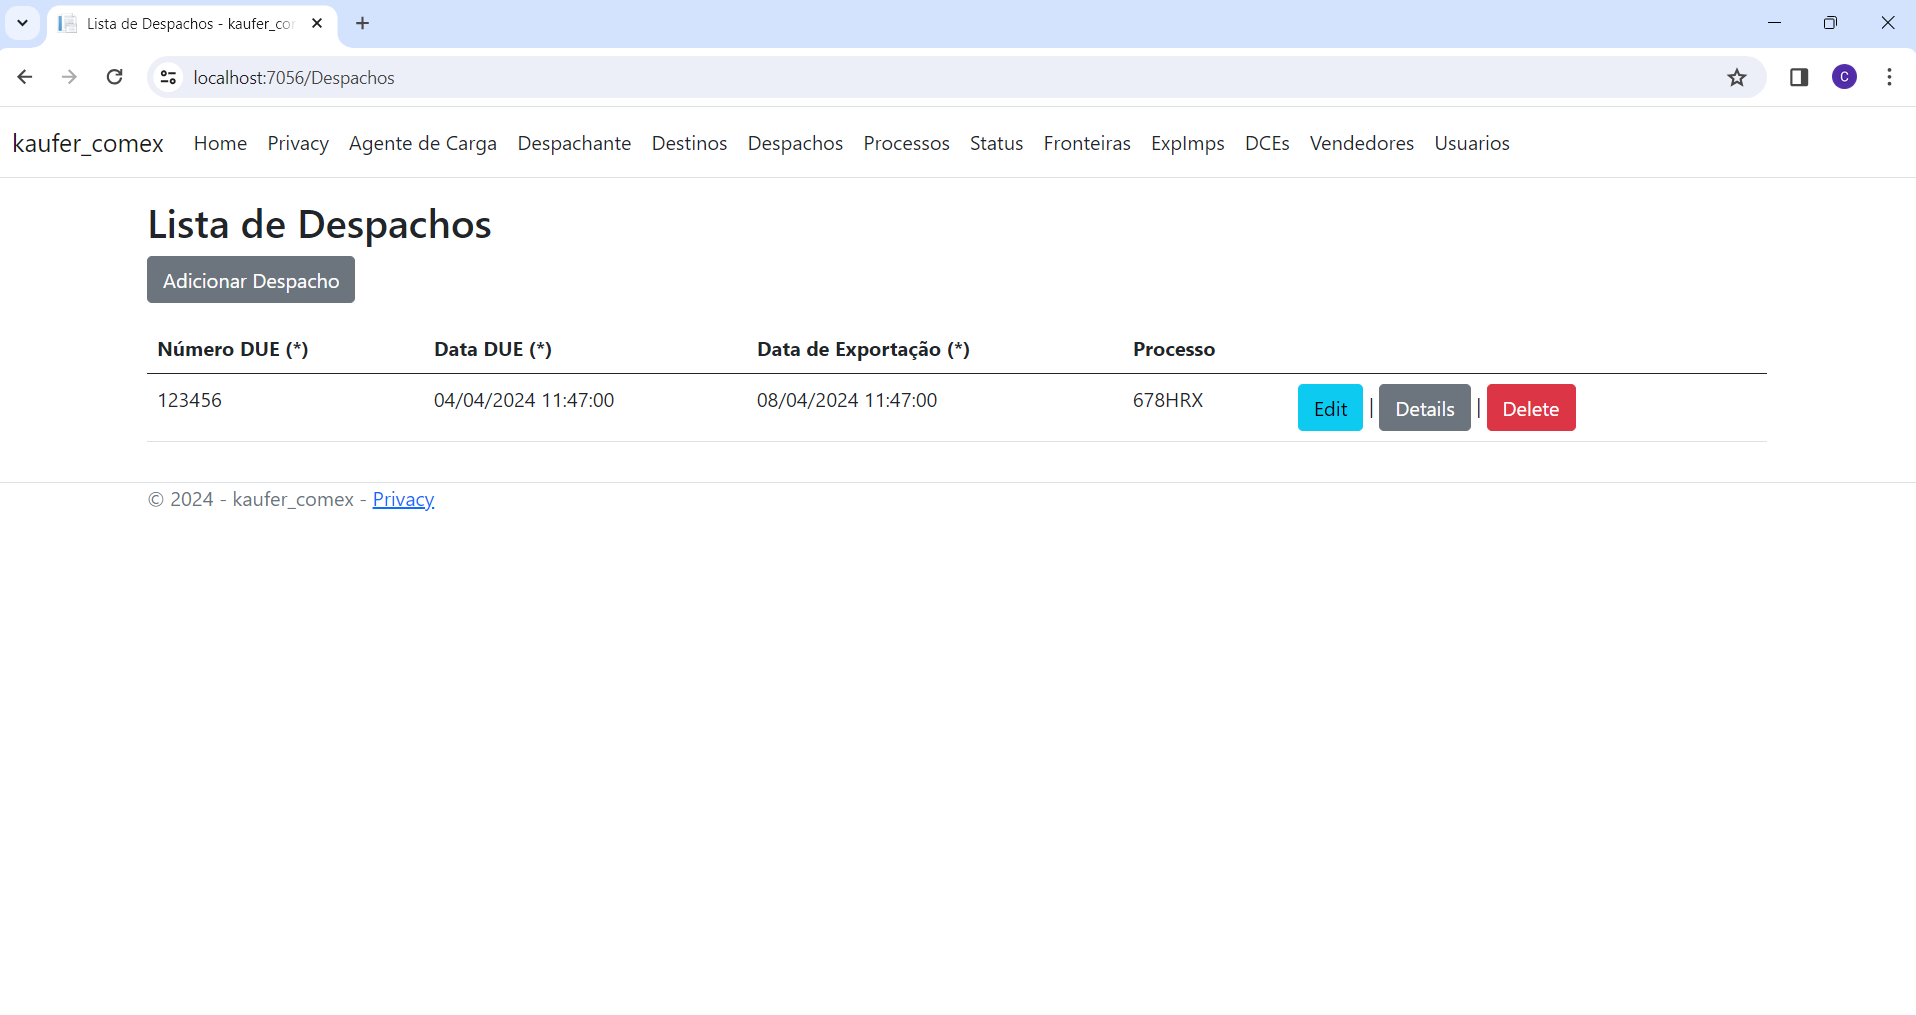 Lista de Despachos - kaufer_co
localhost:7056/Despachos
C
kaufer_comex Home Privacy Agente de Carga Despachante Destinos Despachos Processos Status Fronteiras ExpImps DCEs Vendedores Usuarios
Lista de Despachos
Adicionar Despacho
Número DUE (*) Data DUE (*) Data de Exportação (*) Processo
123456 04/04/2024 11:47:00 08/04/2024 11:47:00 678HRX Edit | Details | Delete
© 2024 - kaufer_comex - Privacy